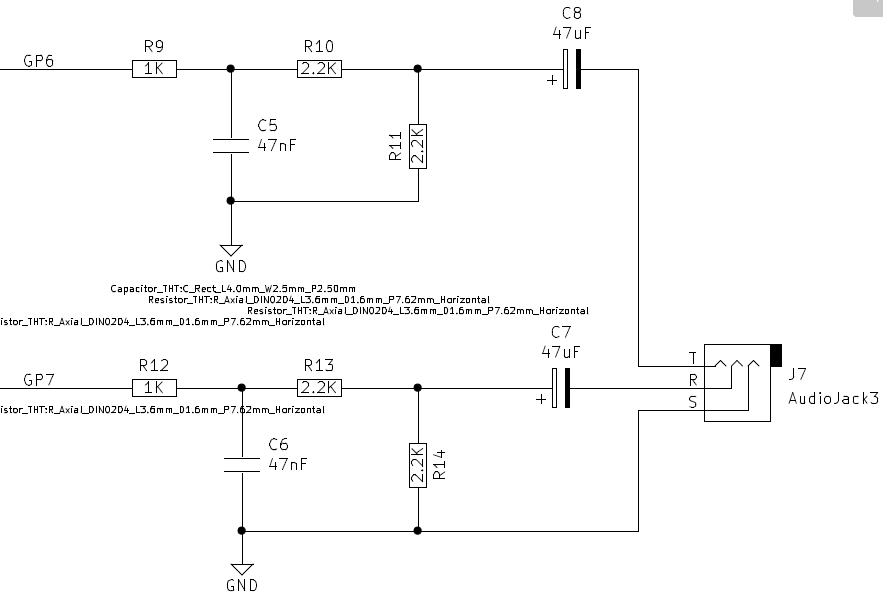 C8
47uF
GP6
R9
1K
R10
2.2K
+
C5
47nF
R11
2.2K
GND
Capacitor_THT:C_Rect_L4.0mm_W2.5mm_P2.50mm
Resistor_THT:R_Axial_DIN0204_L3.6mm_D1.6mm_P7.62mm_Horizontal
Resistor_THT:R_Axial_DIN0204_L3.6mm_D1.6mm_P7.62mm_Horizontal
istor_THT:R_Axial_DIN0204_L3.6mm_D1.6mm_P7.62mm_Horizontal
C7
47uF
GP7
R12
1K
R13
2.2K
+
T
R
S
J7
AudioJack3
istor_THT:R_Axial_DIN0204_L3.6mm_D1.6mm_P7.62mm_Horizontal
C6
47nF
2.2K
R14
GND